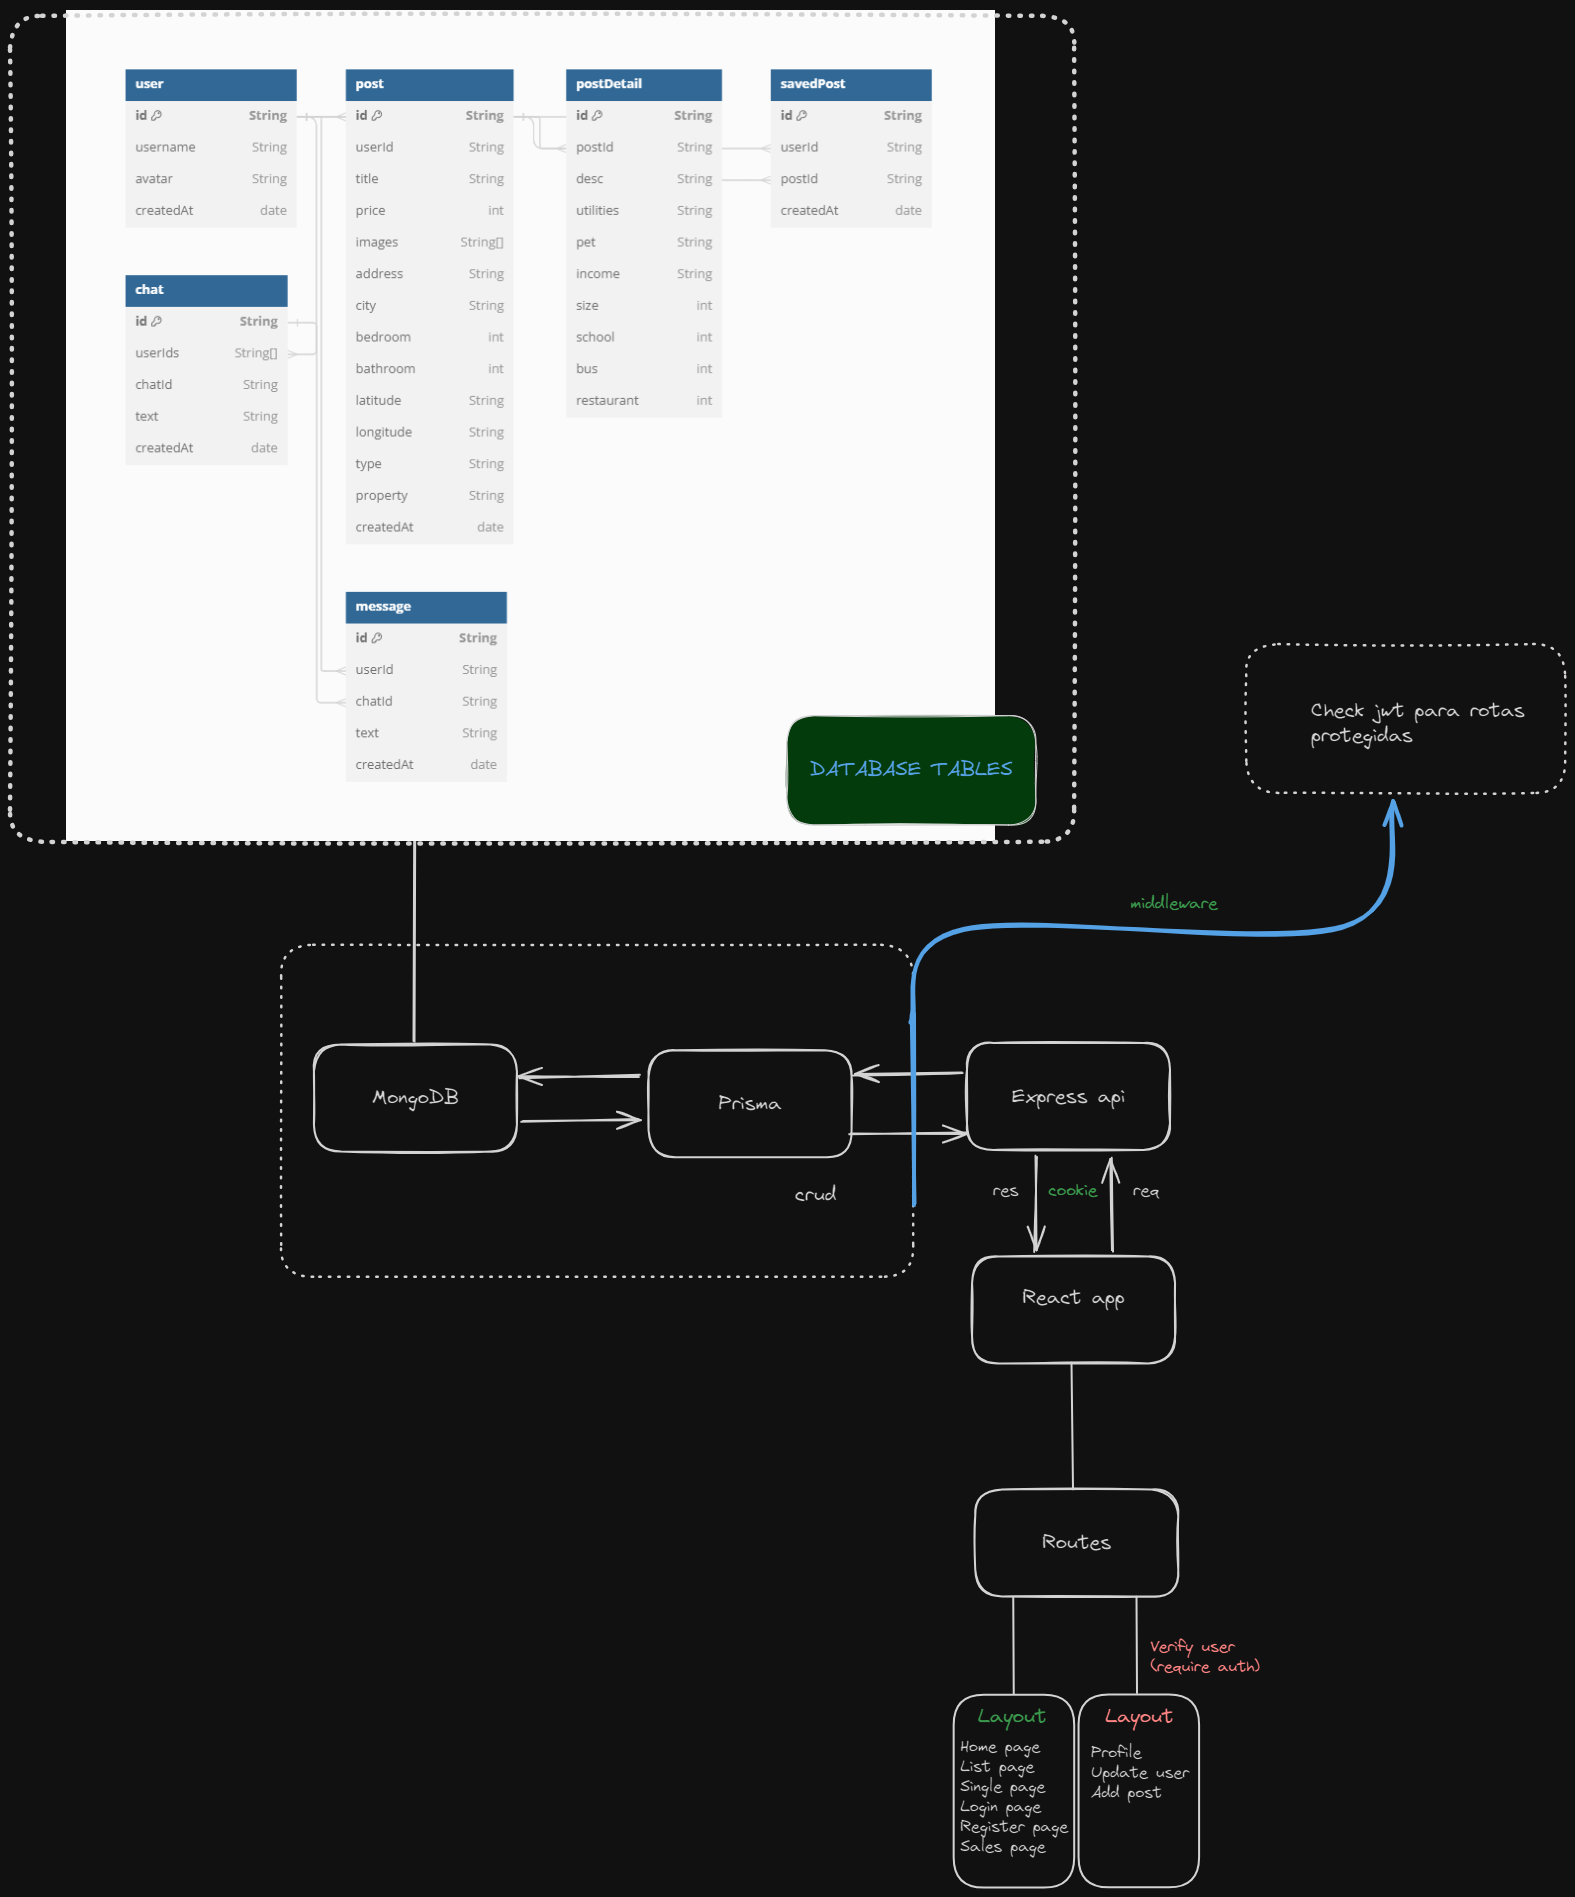 user
id String
username String
avatar String
createdAt date
post
id String
userId String
title String
price int
images String[]
address String
city String
bedroom int
bathroom int
latitude String
longitude String
type String
property String
createdAt date
postDetail
id String
postId String
desc String
utilities String
pet String
income String
size int
school int
bus int
restaurant int
savedPost
id String
userId String
postId String
createdAt date
chat
id String
userIds String[]
chatId String
text String
createdAt date
message
id String
userId String
chatId String
text String
createdAt date
DATABASE TABLES
Check jwt para rotas
protegidas
middleware
MongoDB
Prisma
Express api
crud
res
cookie
req
React app
Routes
Verify user
(require auth)
Layout
Home page
List page
Single page
Login page
Register page
Sales page
Layout
Profile
Update user
Add post